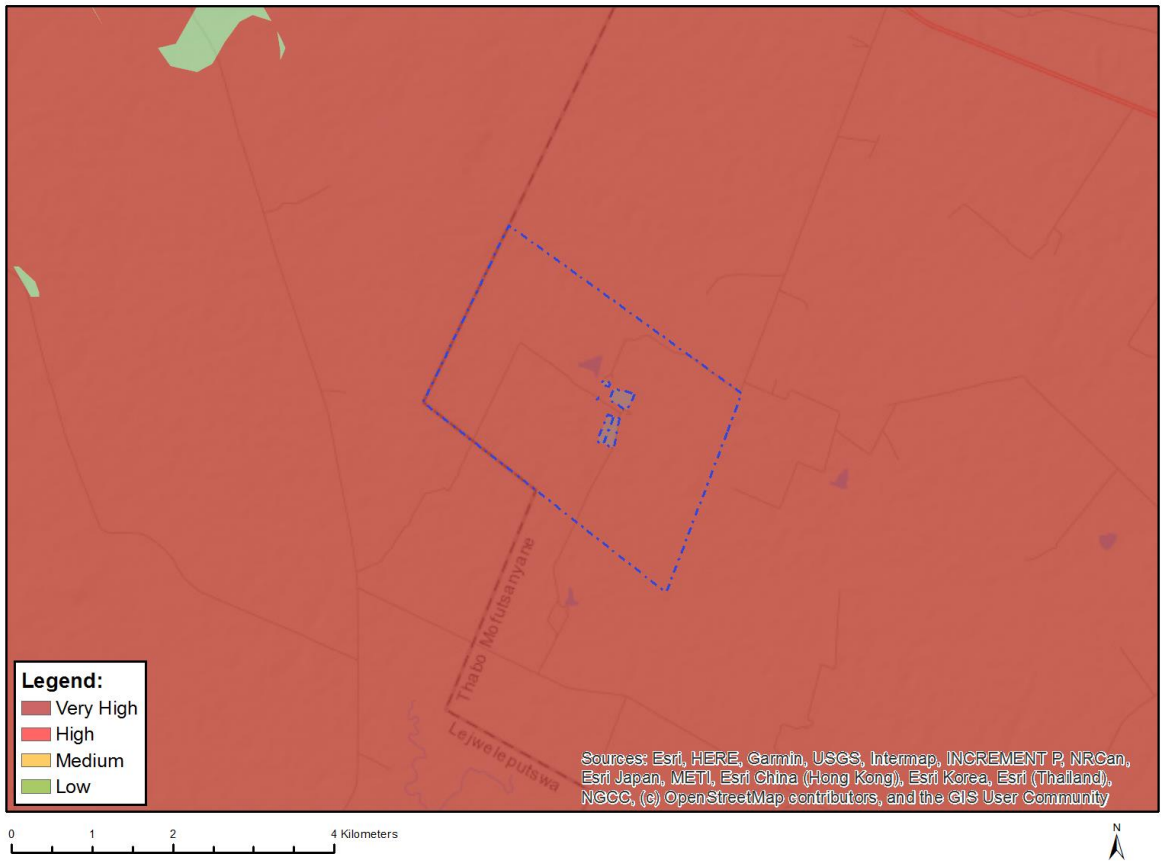 Thabo Mofutsanyane
Lejweleputswa
Legend:
Very High
High
Medium
Low
Sources: Esri, HERE, Garmin, USGS, Intermap, INCREMENT P, NRCan,
Esri Japan, METI, Esri China (Hong Kong), Esri Korea, Esri (Thailand),
NGCC, (c) OpenStreetMap contributors, and the GIS User Community
0 1 2 4 Kilometers
N